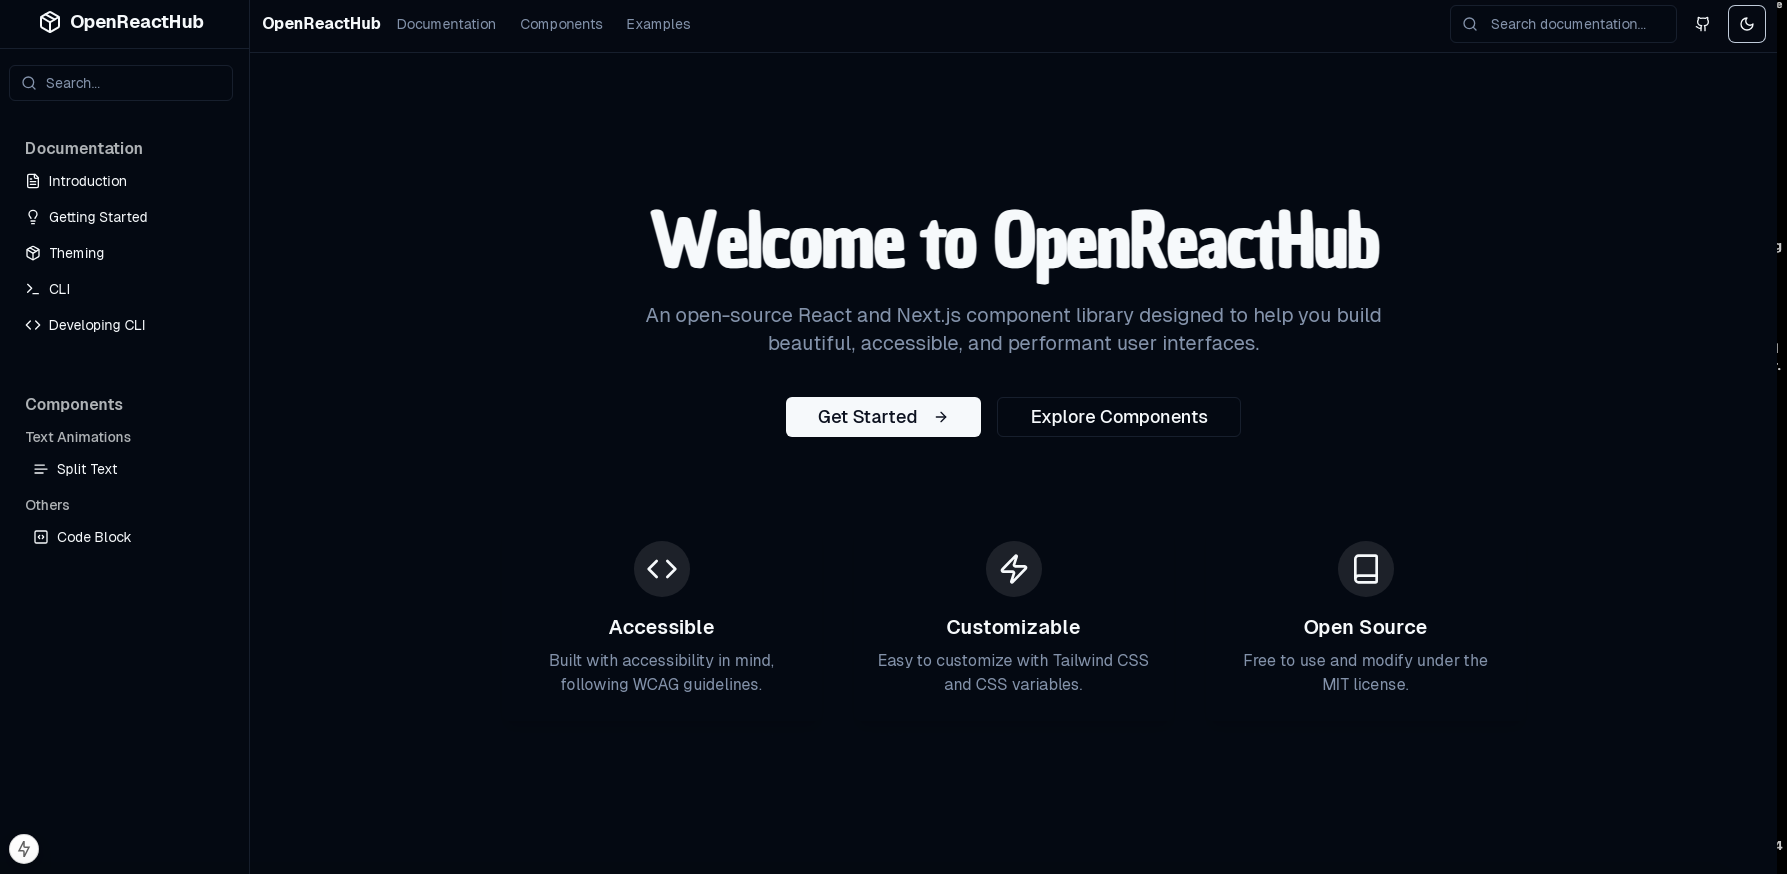 OpenReactHub
Search...
Documentation
Introduction
Getting Started
Theming
CLI
Developing CLI
Components
Text Animations
Split Text
Others
Code Block
OpenReactHub Documentation Components Examples
Search documentation...
Welcome to OpenReactHub
An open-source React and Next.js component library designed to help you build
beautiful, accessible, and performant user interfaces.
Get Started
Explore Components
Accessible
Built with accessibility in mind,
following WCAG guidelines.
Customizable
Easy to customize with Tailwind CSS
and CSS variables.
Open Source
Free to use and modify under the
MIT license.